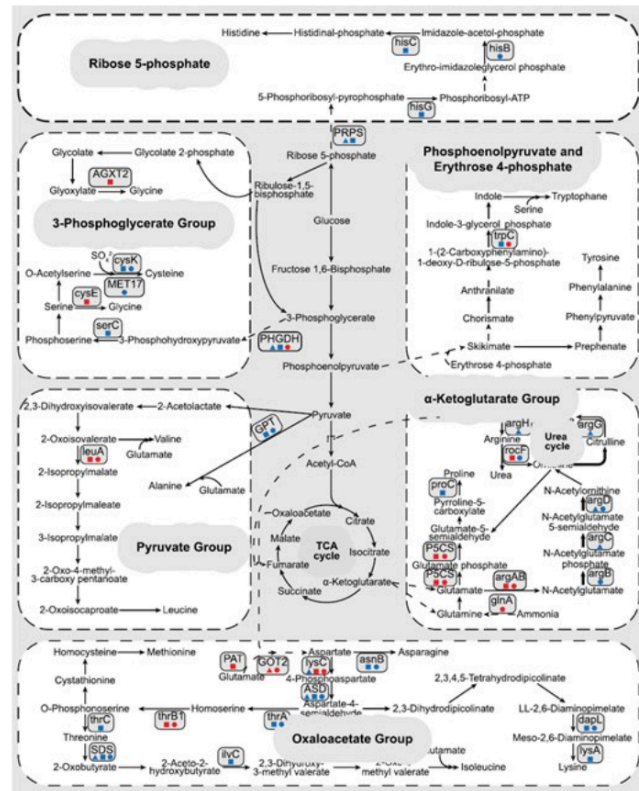 Histidine
Histidinal-phosphate
Imidazole-acetol-phosphate
hisC
hisB
Ribose 5-phosphate
Erythro-imidazoleglycerol phosphate
5-Phosphoribosyl-pyrophosphate
Phosphoribosyl-ATP
hisG
PRPS
Glycolate
Glycolate 2-phosphate
AGXT2
Glyoxylate
Glycine
3-Phosphoglycerate Group
SO
cysK
O-Acetylserine
Cysteine
MET17
cysE
Serine
Glycine
serC
Phosphoserine
3-Phosphohydroxypyruvate
Ribose 5-phosphate
Ribulose-1,5-
bisphosphate
Glucose
Fructose 1,6-Bisphosphate
3-Phosphoglycerate
PHGDH
Phosphoenolpyruvate
Pyruvate
GPT
Acetyl-CoA
Oxaloacetate
Citrate
Malate
TCA
cycle
Isocitrate
Fumarate
α-Ketoglutarate
Succinate
Phosphoenolpyruvate and
Erythrose 4-phosphate
Indole
Tryptophane
Serine
Indole-3-glycerol phosphate
trpC
1-(2-Carboxyphenylamino)-
1-deoxy-D-ribulose-5-phosphate
Tyrosine
Anthranilate
Phenylalanine
Chorismate
Phenylpyruvate
Skikimate
Prephenate
Erythrose 4-phosphate
2,3-Dihydroxyisovalerate
2-Acetolactate
2-Oxoisovalerate
Valine
leuA
Glutamate
2-Isopropylmalate
Alanine
Glutamate
2-Isopropylmaleate
3-Isopropylmalate
Pyruvate Group
2-Oxo-4-methyl-
3-carboxy pentanoate
2-Oxoisocaproate
Leucine
α-Ketoglutarate Group
argH
argG
Arginine
Urea
cycle
Citrulline
rocF
Urea
Proline
proC
Pyrroline-5-
carboxylate
Glutamate-5-
semialdehyde
P5CS
Glutamate phosphate
P5CS
Glutamate
argAB
glnA
Glutamine
Ammonia
N-Acetylornithine
argD
N-Acetylglutamate
5-semialdehyde
argC
N-Acetylglutamate
phosphate
argB
N-Acetylglutamate
Homocysteine
Methionine
Cystathionine
PAT
Glutamate
GOT2
Aspartate
Asparagine
lysC
asnB
4-Phosphoaspartate
ASD
Aspartate-4-
semialdehyde
O-Phosphonoserine
Homoserine
thrC
thrB1
thrA
Threonine
Oxaloacetate Group
SDS
ilvC
2-Oxobutyrate
2-Aceto-2-
hydroxybutyrate
2,3-Dihydroxy-
3-methyl valerate
methyl valerate
Isoleucine
2,3-Dihydrodipicolinate
2,3,4,5-Tetrahydrodipicolinate
LL-2,6-Diaminopimelate
dapL
Meso-2,6-Diaminopimelate
lysA
Lysine